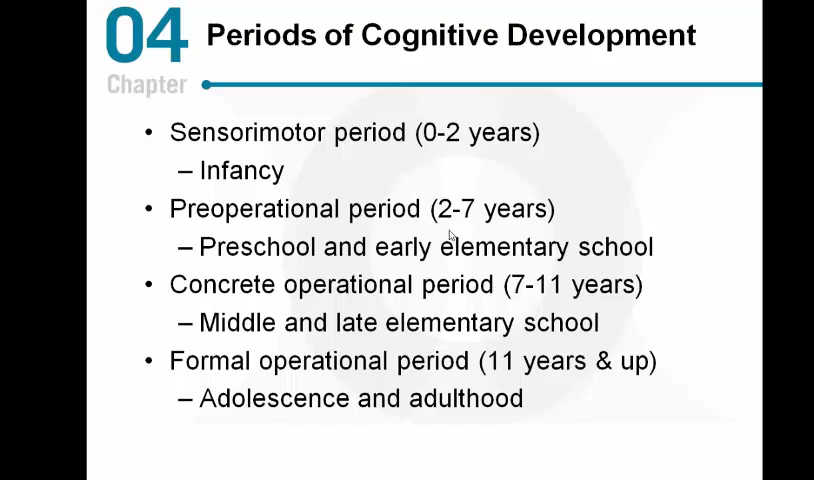 04 Periods of Cognitive Development
Chapter
• Sensorimotor period (0-2 years)
– Infancy
• Preoperational period (2-7 years)
– Preschool and early elementary school
• Concrete operational period (7-11 years)
– Middle and late elementary school
• Formal operational period (11 years & up)
– Adolescence and adulthood